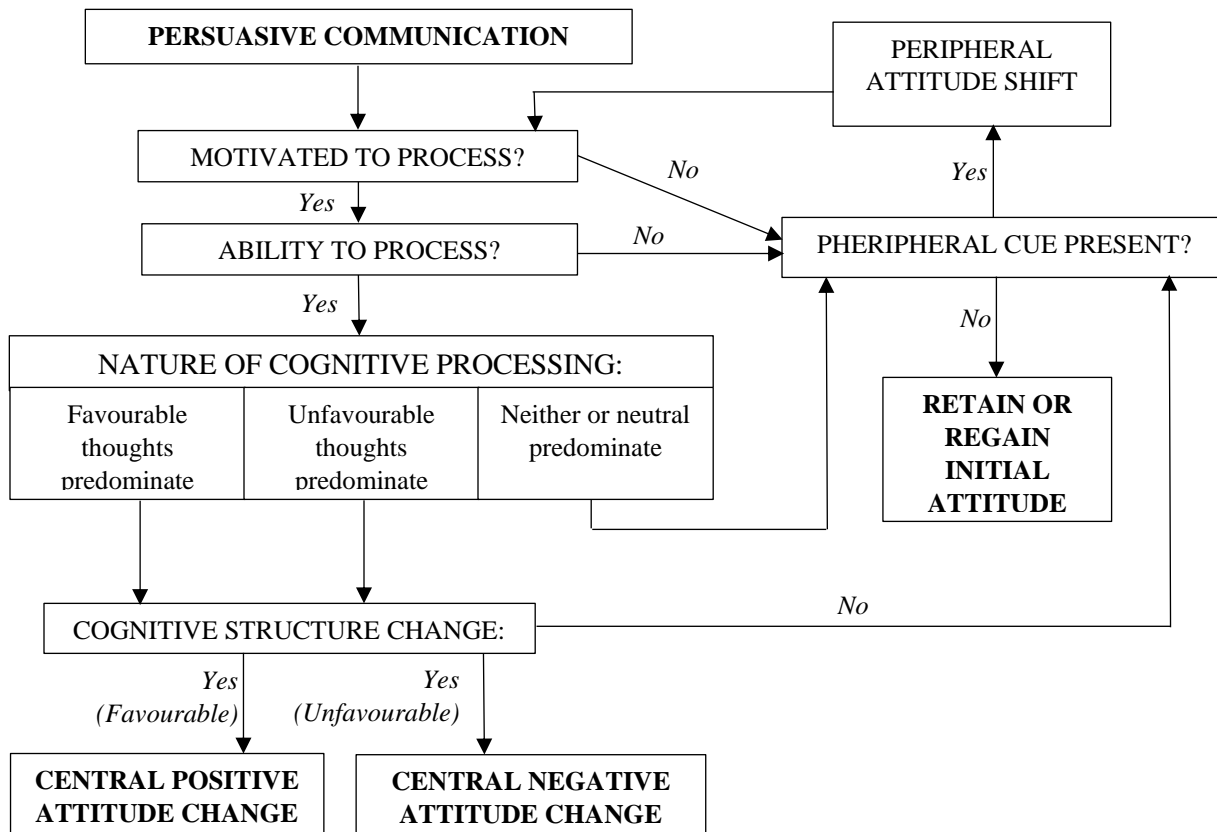 PERSUASIVE COMMUNICATION
PERIPHERAL
ATTITUDE SHIFT
MOTIVATED TO PROCESS?
No
Yes
Yes
ABILITY TO PROCESS?
No
PHERIPHERAL CUE PRESENT?
Yes
No
NATURE OF COGNITIVE PROCESSING:
Favourable
thoughts
predominate
Unfavourable
thoughts
predominate
Neither or neutral
predominate
RETAIN OR
REGAIN
INITIAL
ATTITUDE
No
COGNITIVE STRUCTURE CHANGE:
Yes
(Favourable)
Yes
(Unfavourable)
CENTRAL POSITIVE
ATTITUDE CHANGE
CENTRAL NEGATIVE
ATTITUDE CHANGE